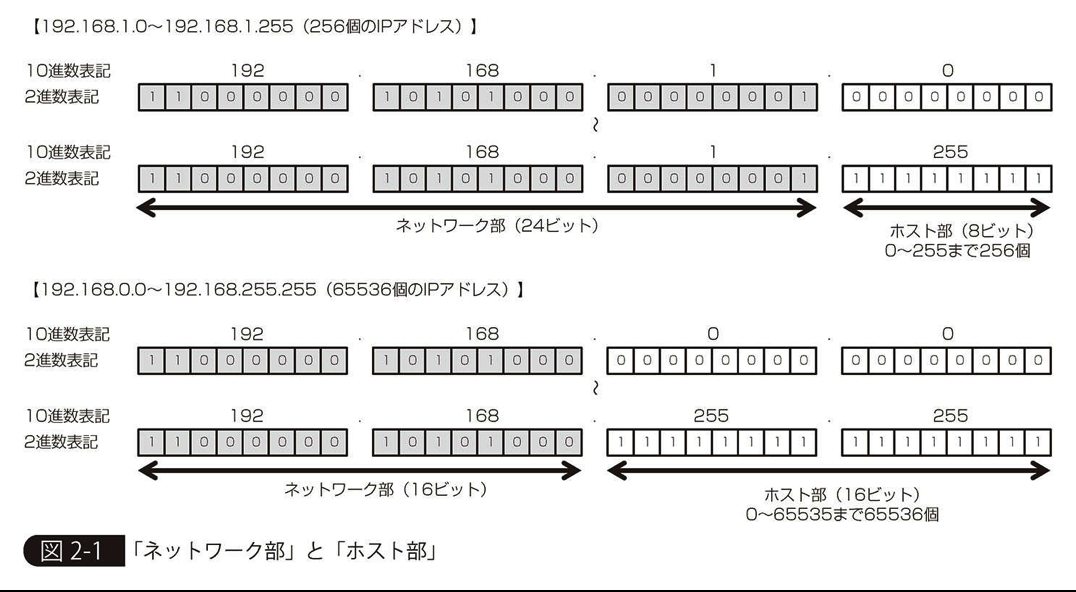 【192.168.1.0～192.168.1.255（256個のIPアドレス）】
10進数表記 192 . 168 . 1 . 0
2進数表記 1 1 0 0 0 0 0 0 1 0 1 0 1 0 0 0 0 0 0 0 0 0 0 1 0 0 0 0 0 0 0 0
～
10進数表記 192 . 168 . 1 . 255
2進数表記 1 1 0 0 0 0 0 0 1 0 1 0 1 0 0 0 0 0 0 0 0 0 0 1 1 1 1 1 1 1 1 1
ネットワーク部（24ビット） ホスト部（8ビット）
0～255まで256個
【192.168.0.0～192.168.255.255（65536個のIPアドレス）】
10進数表記 192 . 168 . 0 . 0
2進数表記 1 1 0 0 0 0 0 0 1 0 1 0 1 0 0 0 0 0 0 0 0 0 0 0 0 0 0 0 0 0 0 0
～
10進数表記 192 . 168 . 255 . 255
2進数表記 1 1 0 0 0 0 0 0 1 0 1 0 1 0 0 0 1 1 1 1 1 1 1 1 1 1 1 1 1 1 1 1
ネットワーク部（16ビット） ホスト部（16ビット）
0～65535まで65536個
図 2-1 「ネットワーク部」と「ホスト部」